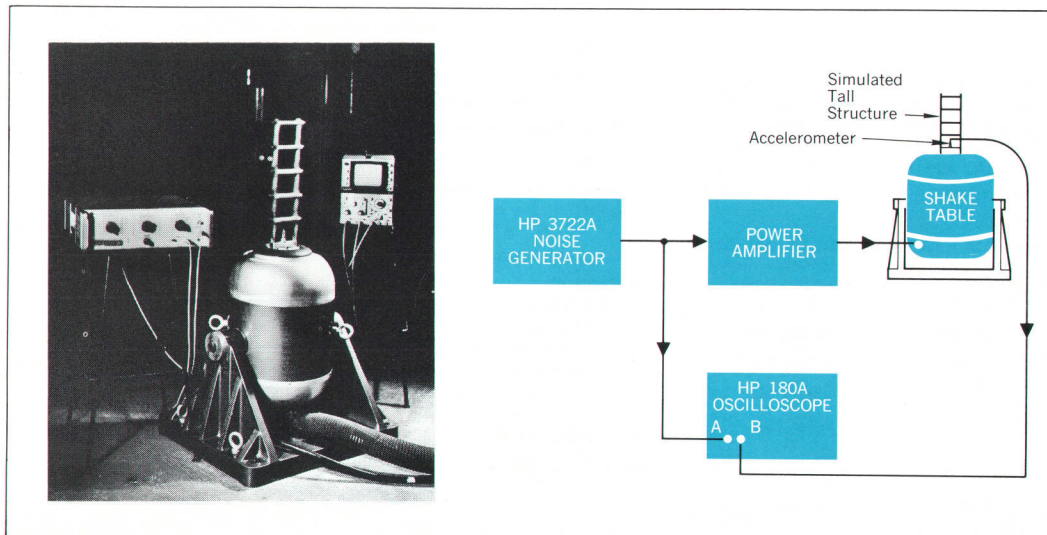 Simulated
Tall
Structure
Accelerometer
SHAKE
TABLE
HP 3722A
NOISE
GENERATOR
POWER
AMPLIFIER
HP 180A
OSCILLOSCOPE
A B